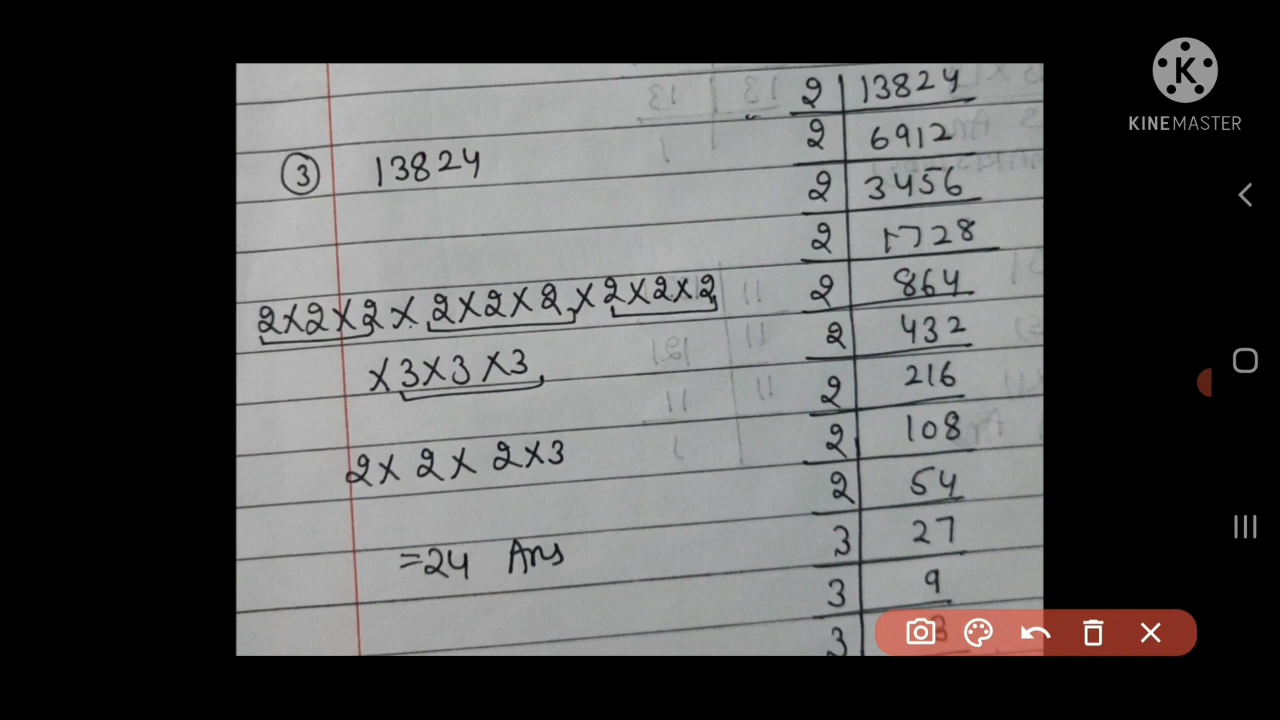 KINEMASTER
③ 13824
2×2×2×2×2×2×2×2×2
×3×3×3
2×2×2×3
=24 Ans
2 | 13824
2 | 6912
2 | 3456
2 | 1728
2 | 864
2 | 432
2 | 216
2 | 108
2 | 54
3 | 27
3 | 9
3 | 3